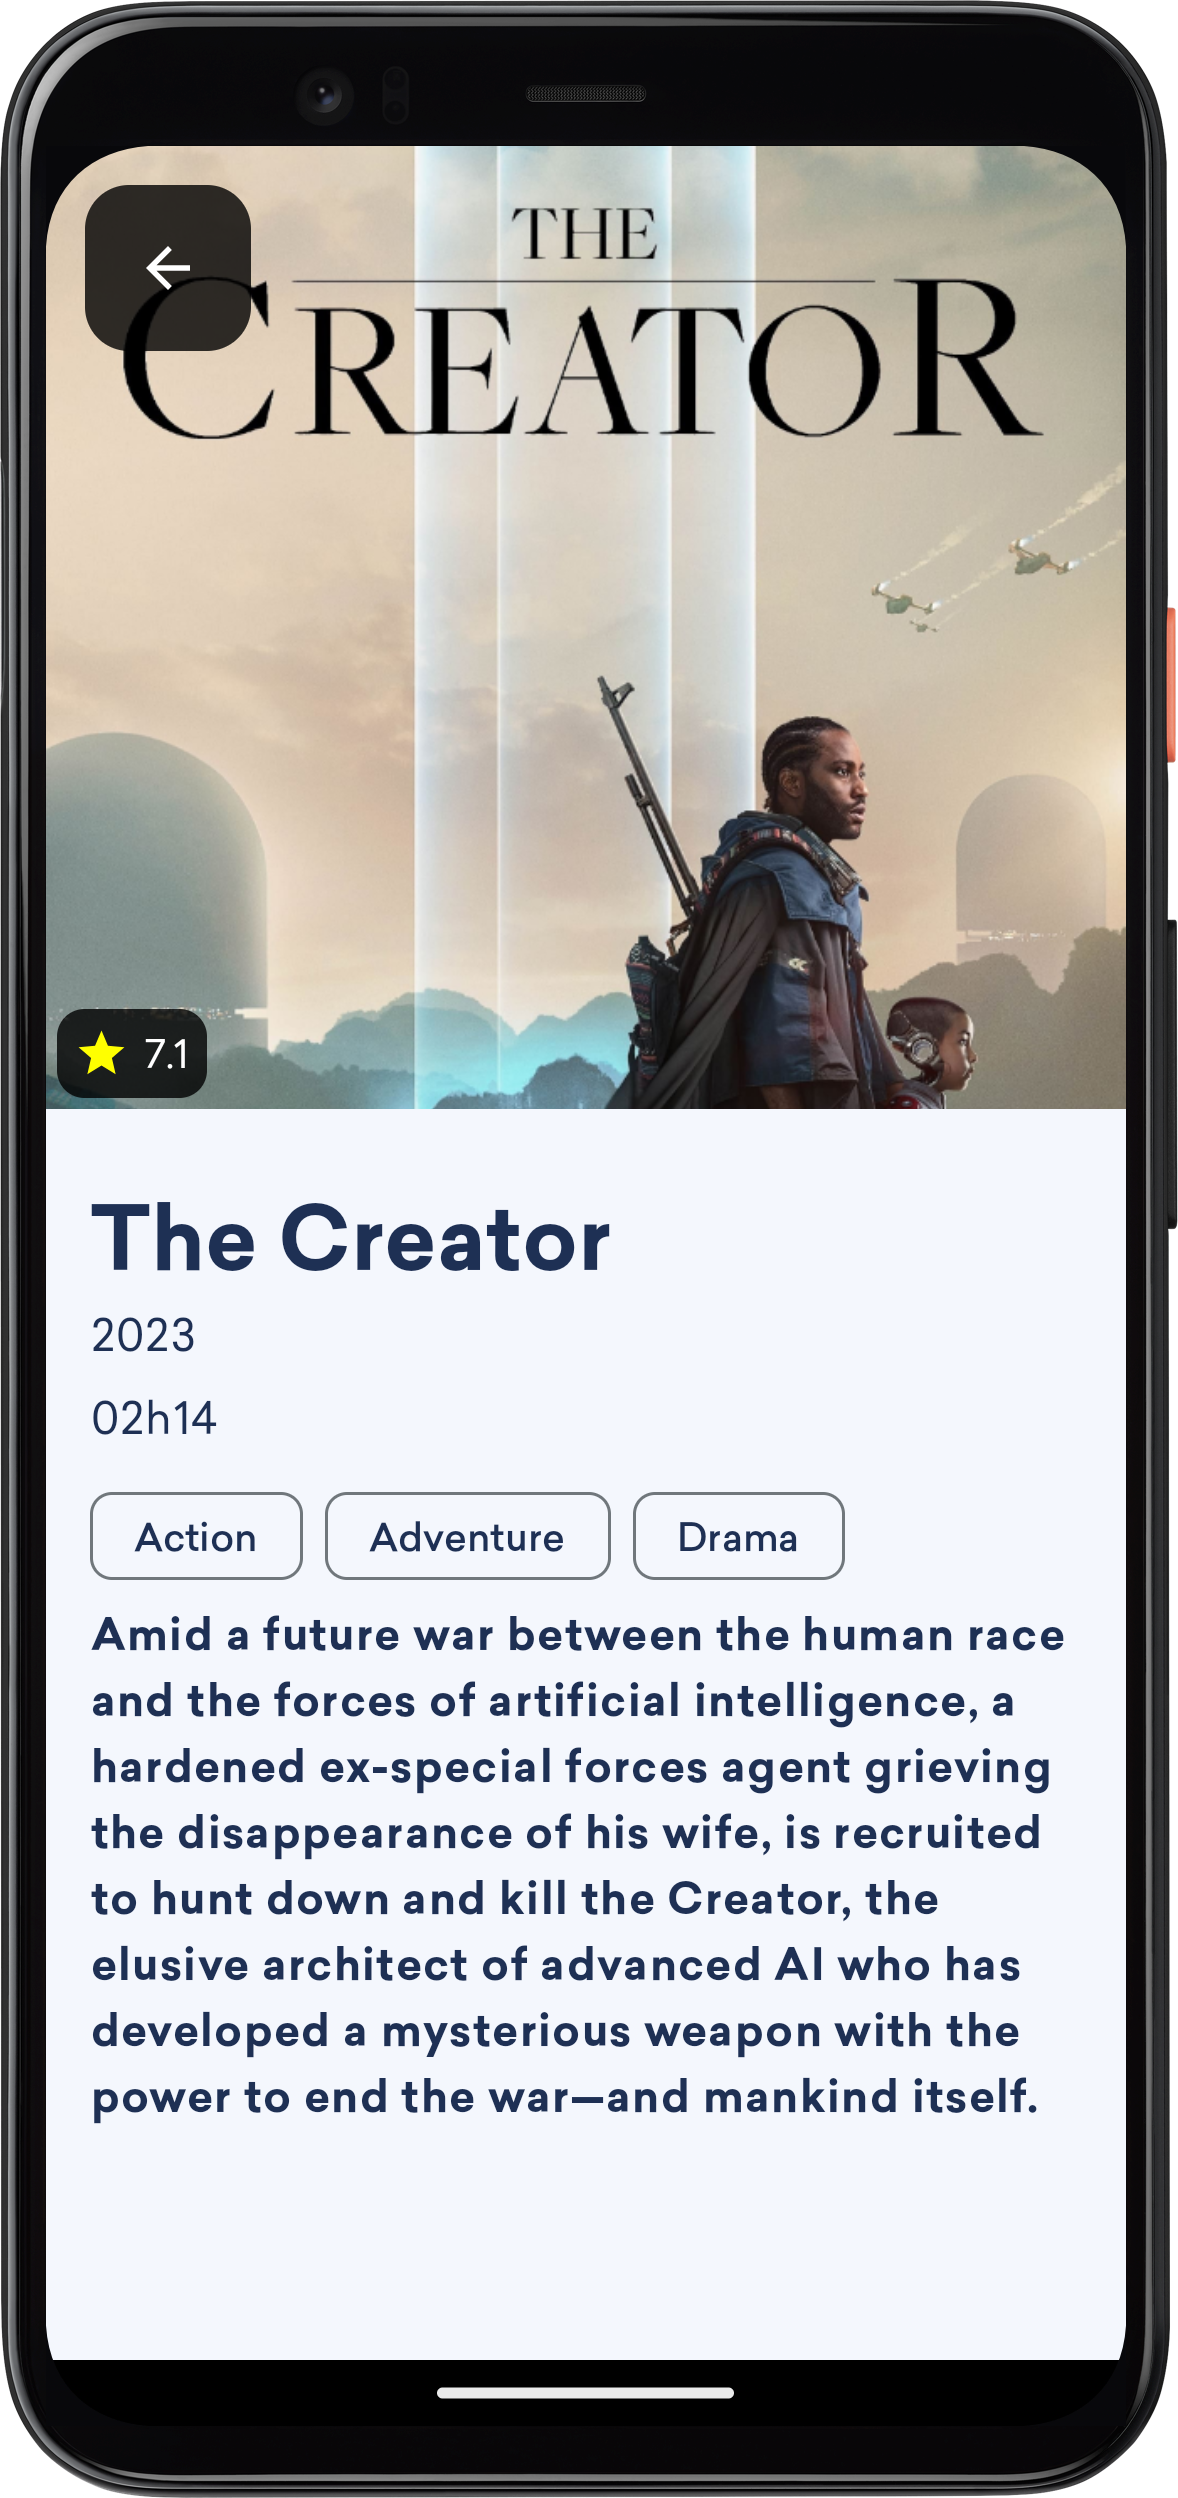 THE
CREATOR
7.1
The Creator
2023
02h14
Action Adventure Drama
Amid a future war between the human race
and the forces of artificial intelligence, a
hardened ex-special forces agent grieving
the disappearance of his wife, is recruited
to hunt down and kill the Creator, the
elusive architect of advanced AI who has
developed a mysterious weapon with the
power to end the war—and mankind itself.